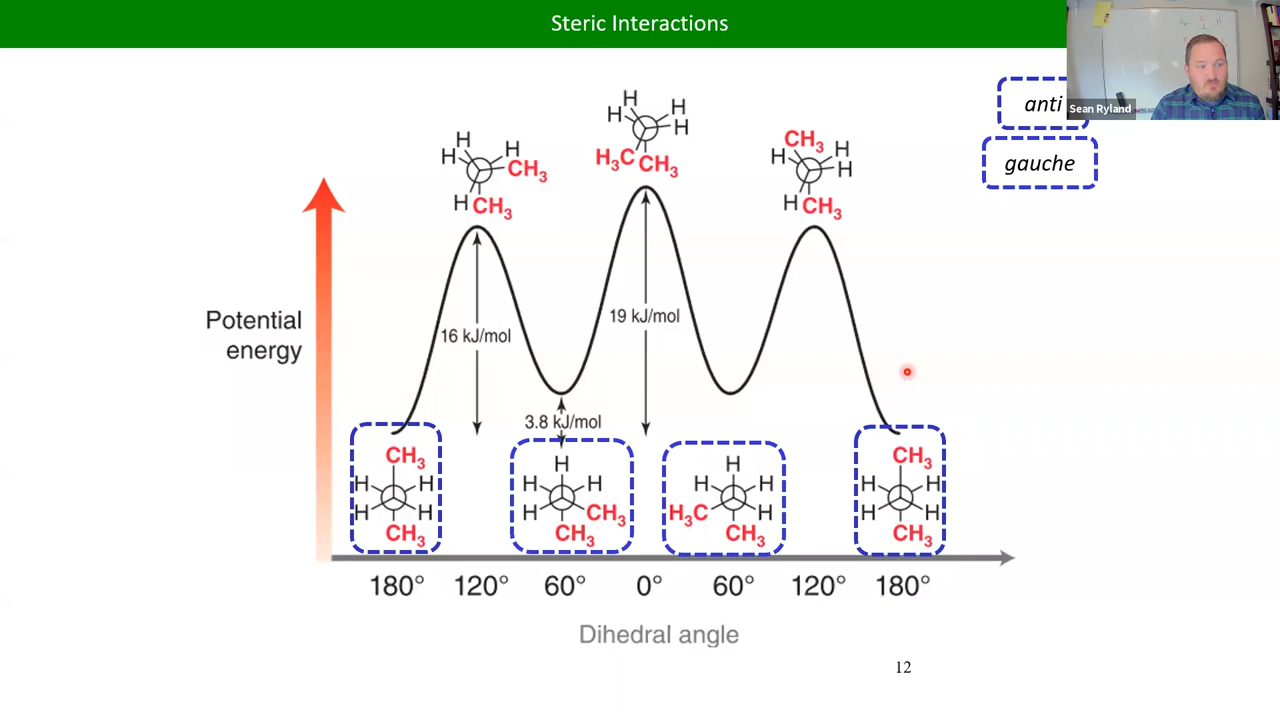 Steric Interactions
Sean Ryland
anti
gauche
H
H
H
CH₃
H
CH₃
H
H
H
H
H₃C
CH₃
CH₃
H
H
H
H
CH₃
Potential
energy
16 kJ/mol
19 kJ/mol
3.8 kJ/mol
CH₃
H
H
H
H
CH₃
H
H
H
H
CH₃
CH₃
H
H
H
H₃C
H
CH₃
CH₃
H
H
H
H
CH₃
180° 120° 60° 0° 60° 120° 180°
Dihedral angle
12